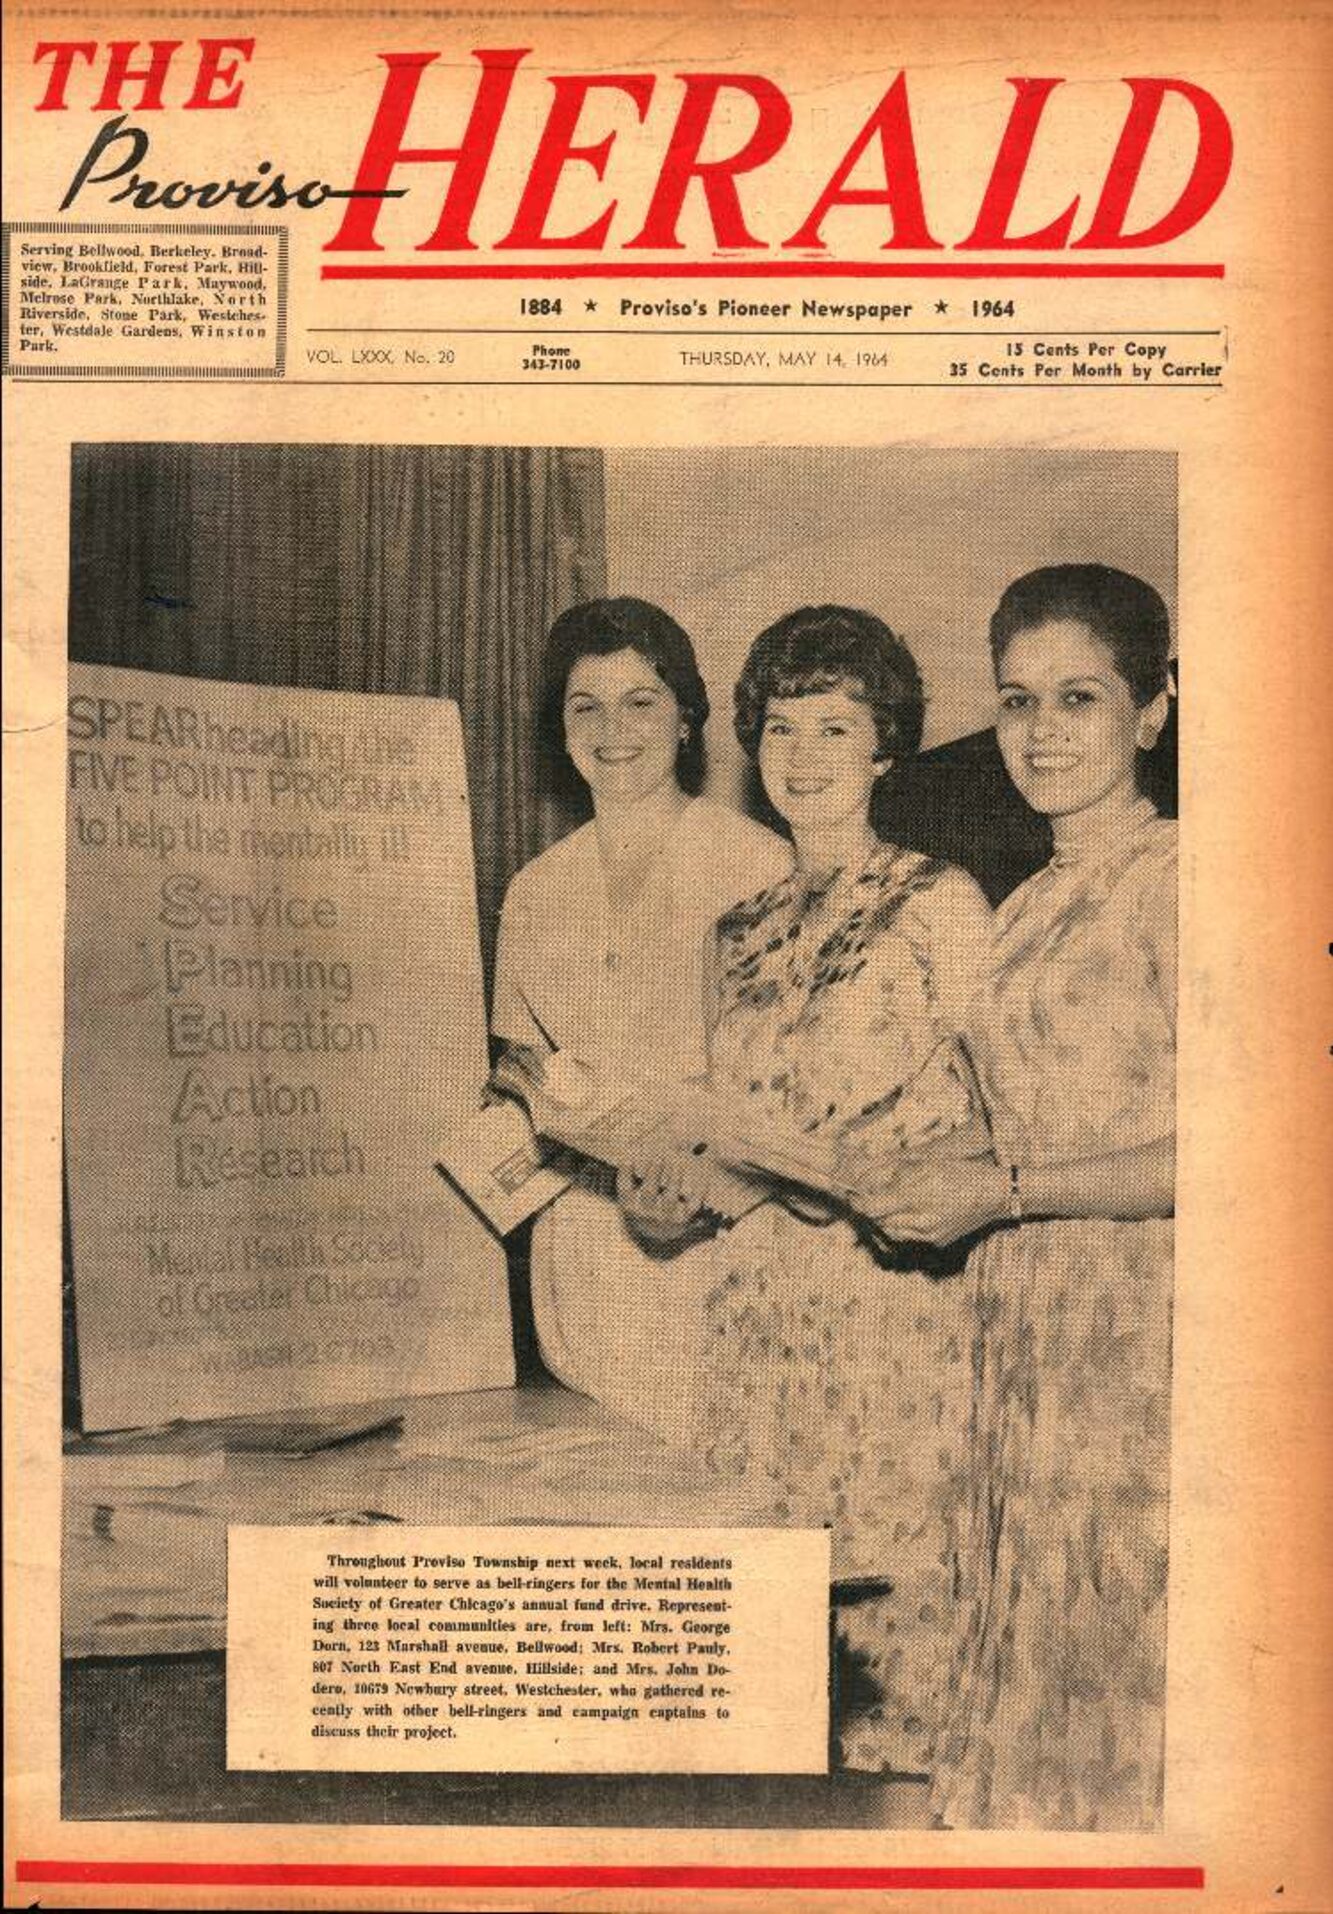 THE
Proviso
HERALD
Serving Bellwood, Berkeley, Broad-
view, Brookfield, Forest Park, Hill-
side, LaGrange Park, Maywood,
Melrose Park, Northlake, North
Riverside, Stone Park, Westches-
ter, Westdale Gardens, Winston
Park.
1884 ★ Proviso's Pioneer Newspaper ★ 1964
VOL. LXXX, No. 20
Phone
343-7100
THURSDAY, MAY 14, 1964
15 Cents Per Copy
35 Cents Per Month by Carrier
SPEARheading the
FIVE POINT PROGRAM
to help the mentally ill
Service
Planning
Education
Action
Research
Mental Health Society
of Greater Chicago
WABASH
Throughout Proviso Township next week, local residents
will volunteer to serve as bell-ringers for the Mental Health
Society of Greater Chicago's annual fund drive. Represent-
ing three local communities are, from left: Mrs. George
Dorn, 123 Marshall avenue, Bellwood; Mrs. Robert Pauly,
807 North East End avenue, Hillside; and Mrs. John Do-
dero, 10679 Newbury street, Westchester, who gathered re-
cently with other bell-ringers and campaign captains to
discuss their project.